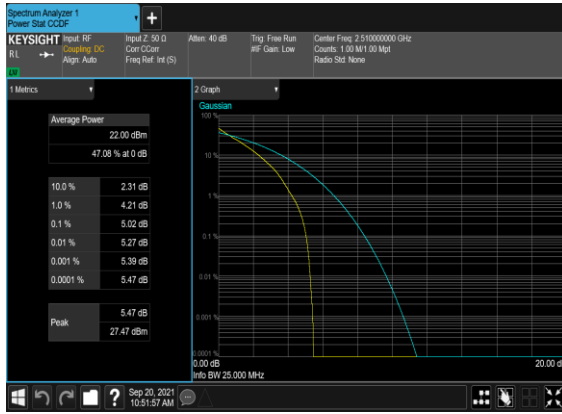 Spectrum Analyzer 1
Power Stat CCDF
KEYSIGHT
RL
Input: RF
Coupling: DC
Align: Auto
Input Z: 50 Ω
Corr CCorr
Freq Ref: Int (S)
Atten: 40 dB
Trig: Free Run
#IF Gain: Low
Center Freq: 2.510000000 GHz
Counts: 1.00 M/1.00 Mpt
Radio Std: None
1 Metrics
Average Power
22.00 dBm
47.08 % at 0 dB
10.0 % 2.31 dB
1.0 % 4.21 dB
0.1 % 5.02 dB
0.01 % 5.27 dB
0.001 % 5.39 dB
0.0001 % 5.47 dB
Peak
5.47 dB
27.47 dBm
2 Graph
Gaussian
100 %
10 %
1 %
0.1 %
0.01 %
0.001 %
0.0001 %
0.00 dB
20.00 d
Info BW 25.000 MHz
?
Sep 20, 2021
10:51:57 AM